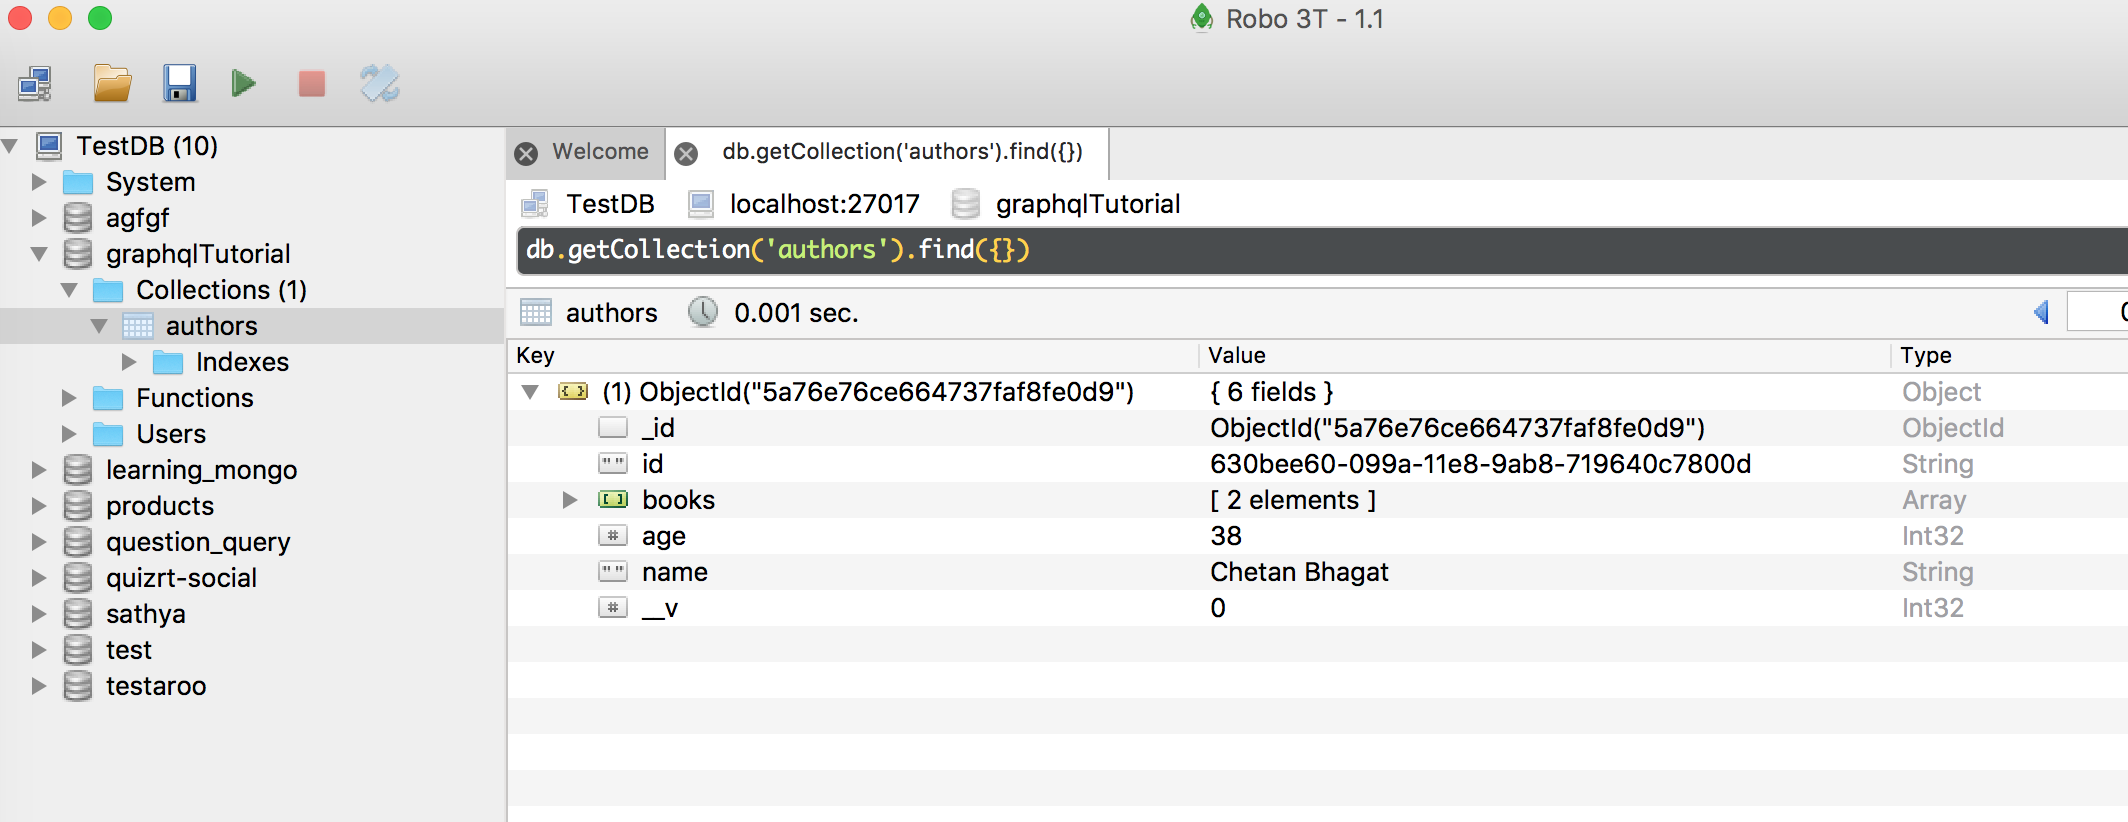 Robo 3T - 1.1
TestDB (10)
System
agfgf
graphqlTutorial
Collections (1)
authors
Indexes
Functions
Users
learning_mongo
products
question_query
quizrt-social
sathya
test
testaroo
Welcome db.getCollection('authors').find({})
TestDB localhost:27017 graphqlTutorial
db.getCollection('authors').find({})
authors 0.001 sec.
Key Value Type
(1) ObjectId("5a76e76ce664737faf8fe0d9") { 6 fields } Object
_id ObjectId("5a76e76ce664737faf8fe0d9") ObjectId
id 630bee60-099a-11e8-9ab8-719640c7800d String
books [ 2 elements ] Array
age 38 Int32
name Chetan Bhagat String
__v 0 Int32